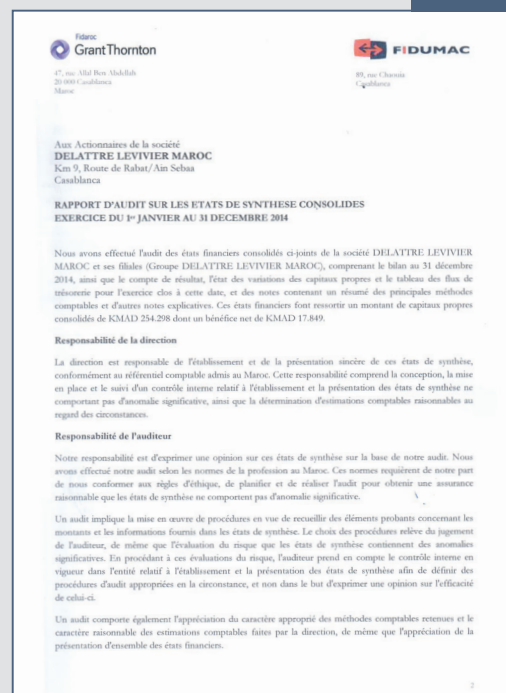 Fidaroc
Grant Thornton
FIDUMAC
47, rue Allal Ben Abdellah
20 000 Casablanca
Maroc
89, rue Chaouia
Casablanca
Aux Actionnaires de la société
DELATTRE LEVIVIER MAROC
Km 9, Route de Rabat/Ain Sebaa
Casablanca
RAPPORT D'AUDIT SUR LES ETATS DE SYNTHESE CONSOLIDES
EXERCICE DU 1er JANVIER AU 31 DECEMBRE 2014
Nous avons effectué l'audit des états financiers consolidés ci-joints de la société DELATTRE LEVIVIER
MAROC et ses filiales (Groupe DELATTRE LEVIVIER MAROC), comprenant le bilan au 31 décembre
2014, ainsi que le compte de résultat, l'état des variations des capitaux propres et le tableau des flux de
trésorerie pour l'exercice clos à cette date, et des notes contenant un résumé des principales méthodes
comptables et d'autres notes explicatives. Ces états financiers font ressortir un montant de capitaux propres
consolidés de KMAD 254.298 dont un bénéfice net de KMAD 17.849.
Responsabilité de la direction
La direction est responsable de l'établissement et de la présentation sincère de ces états de synthèse,
conformément au référentiel comptable admis au Maroc. Cette responsabilité comprend la conception, la mise
en place et le suivi d'un contrôle interne relatif à l'établissement et la présentation des états de synthèse ne
comportant pas d'anomalie significative, ainsi que la détermination d'estimations comptables raisonnables au
regard des circonstances.
Responsabilité de l'auditeur
Notre responsabilité est d'exprimer une opinion sur ces états de synthèse sur la base de notre audit. Nous
avons effectué notre audit selon les normes de la profession au Maroc. Ces normes requièrent de notre part
de nous conformer aux règles d'éthique, de planifier et de réaliser l'audit pour obtenir une assurance
raisonnable que les états de synthèse ne comportent pas d'anomalie significative.
Un audit implique la mise en œuvre de procédures en vue de recueillir des éléments probants concernant les
montants et les informations fournis dans les états de synthèse. Le choix des procédures relève du jugement
de l'auditeur, de même que l'évaluation du risque que les états de synthèse contiennent des anomalies
significatives. En procédant à ces évaluations du risque, l'auditeur prend en compte le contrôle interne en
vigueur dans l'entité relatif à l'établissement et la présentation des états de synthèse afin de définir des
procédures d'audit appropriées en la circonstance, et non dans le but d'exprimer une opinion sur l'efficacité
de celui-ci.
Un audit comporte également l'appréciation du caractère approprié des méthodes comptables retenues et le
caractère raisonnable des estimations comptables faites par la direction, de même que l'appréciation de la
présentation d'ensemble des états financiers.
2